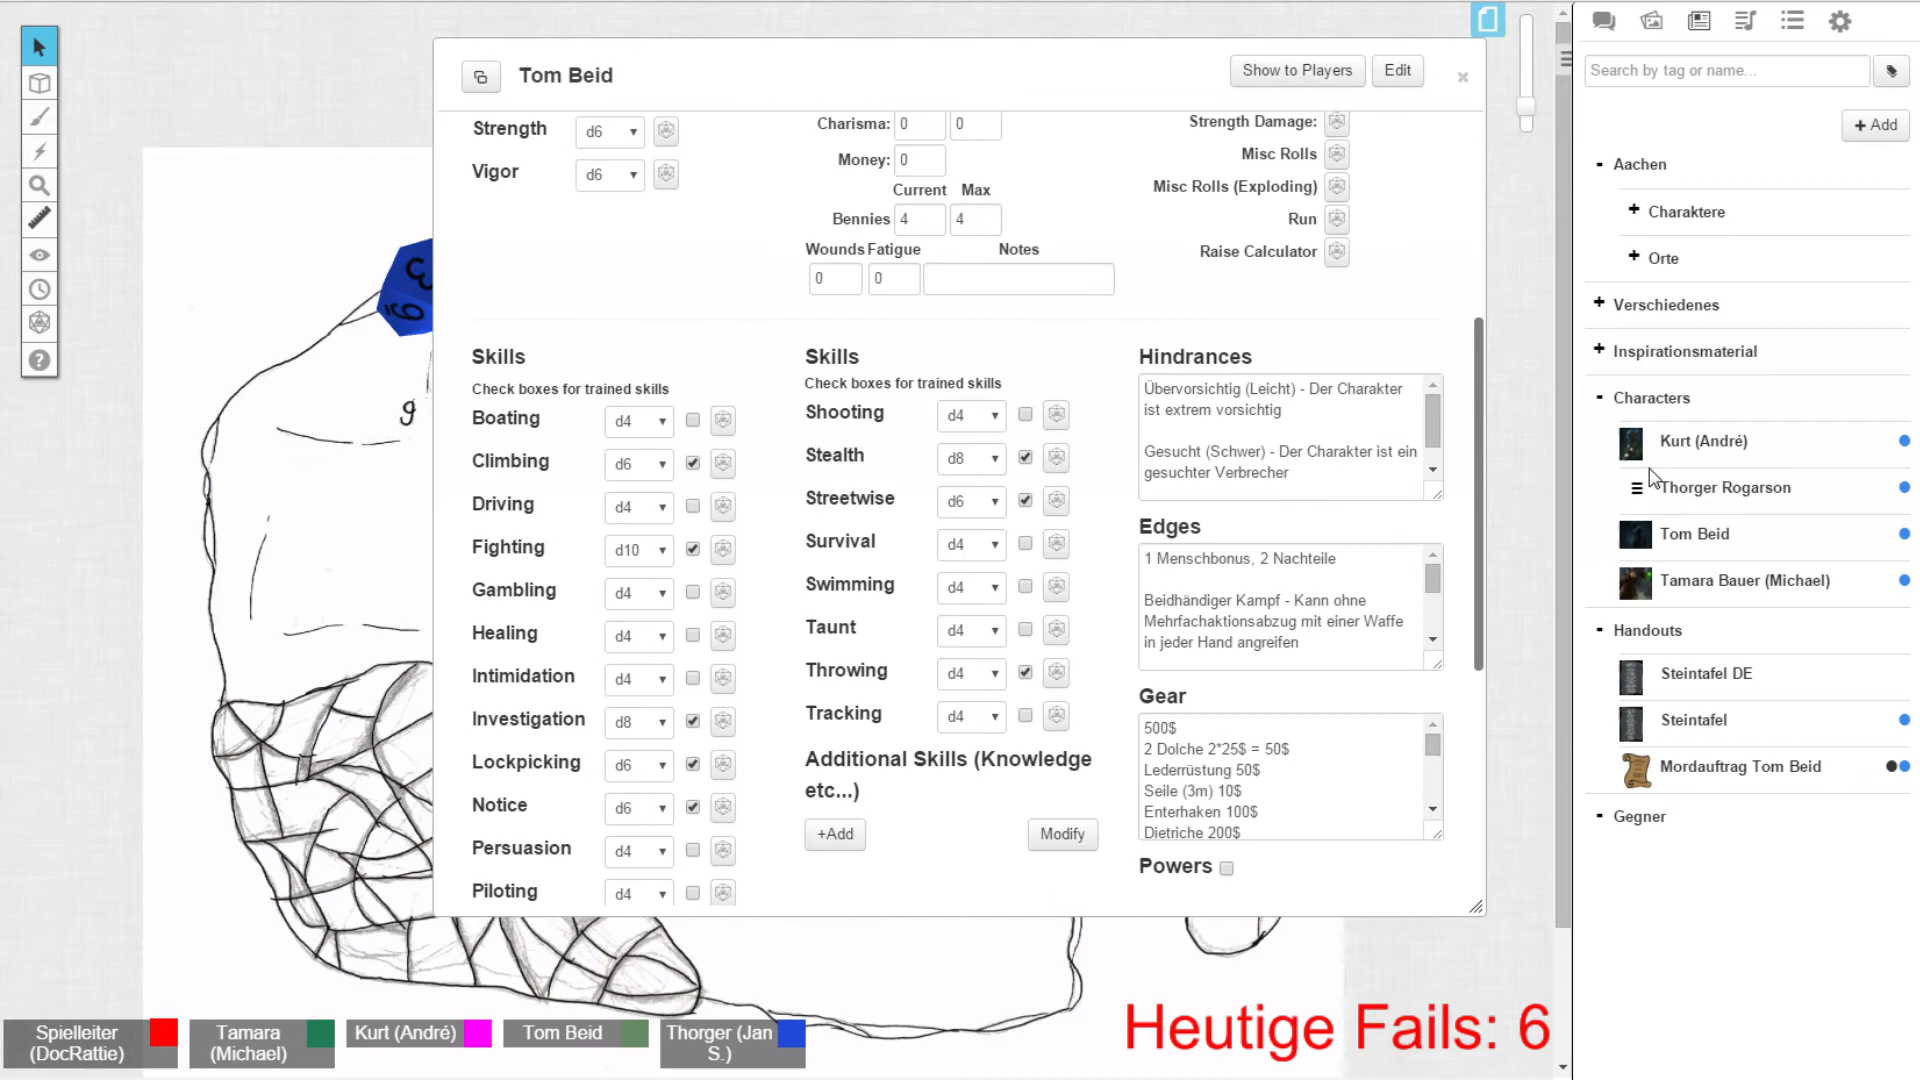 Tom Beid
Show to Players
Edit
Strength d6
Vigor d6
Charisma: 0 0
Money: 0
Current Max
Bennies 4 4
Wounds Fatigue Notes
0 0
Strength Damage:
Misc Rolls
Misc Rolls (Exploding)
Run
Raise Calculator
Skills
Check boxes for trained skills
Boating d4
Climbing d6
Driving d4
Fighting d10
Gambling d4
Healing d4
Intimidation d4
Investigation d8
Lockpicking d6
Notice d6
Persuasion d4
Piloting d4
Skills
Check boxes for trained skills
Shooting d4
Stealth d8
Streetwise d6
Survival d4
Swimming d4
Taunt d4
Throwing d4
Tracking d4
Additional Skills (Knowledge
etc...)
+Add Modify
Hindrances
Übervorsichtig (Leicht) - Der Charakter
ist extrem vorsichtig
Gesucht (Schwer) - Der Charakter ist ein
gesuchter Verbrecher
Edges
1 Menschbonus, 2 Nachteile
Beidhändiger Kampf - Kann ohne
Mehrfachaktionsabzug mit einer Waffe
in jeder Hand angreifen
Gear
500$
2 Dolche 2*25$ = 50$
Lederrüstung 50$
Seile (3m) 10$
Enterhaken 100$
Dietriche 200$
Powers
Search by tag or name...
+ Add
- Aachen
+ Charaktere
+ Orte
+ Verschiedenes
+ Inspirationsmaterial
- Characters
Kurt (André)
Thorger Rogarson
Tom Beid
Tamara Bauer (Michael)
- Handouts
Steintafel DE
Steintafel
Mordauftrag Tom Beid
- Gegner
Spielleiter
(DocRattie)
Tamara
(Michael)
Kurt (André)
Tom Beid
Thorger (Jan
S.)
Heutige Fails: 6